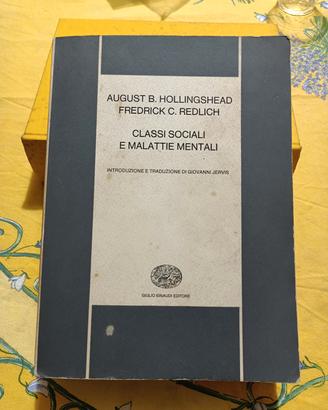 AUGUST B. HOLLINGSHEAD
FREDRICK C. REDLICH
CLASSI SOCIALI
E MALATTIE MENTALI
INTRODUZIONE E TRADUZIONE DI GIOVANNI JERVIS
GIULIO EINAUDI EDITORE